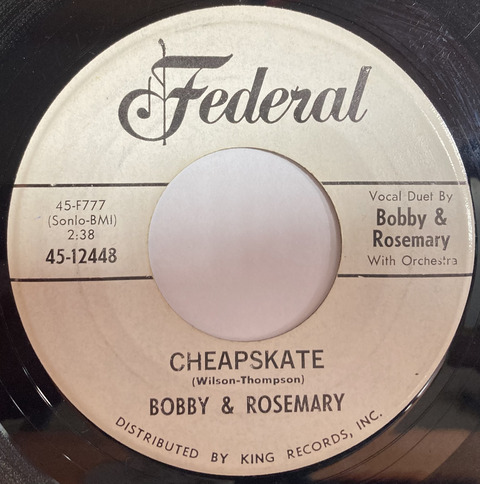 Federal
45-F777
(Sonlo-BMI)
2:38
45-12448
Vocal Duet By
Bobby &
Rosemary
With Orchestra
CHEAPSKATE
(Wilson-Thompson)
BOBBY & ROSEMARY
DISTRIBUTED BY KING RECORDS, INC.